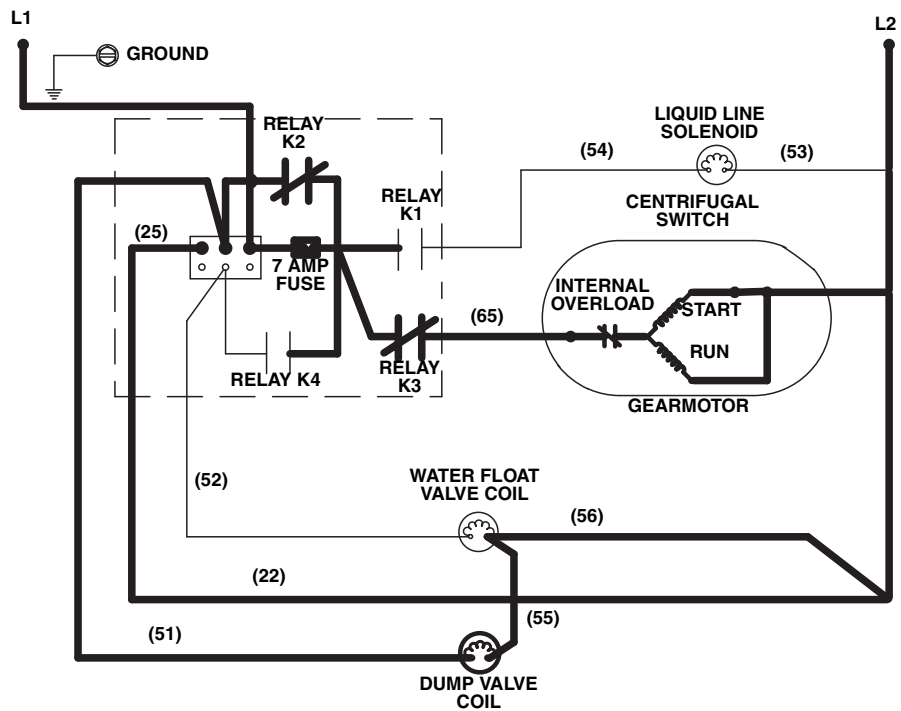 L1
L2
GROUND
RELAY
K2
LIQUID LINE
SOLENOID
(54)
(53)
RELAY
K1
CENTRIFUGAL
SWITCH
(25)
7 AMP
FUSE
INTERNAL
OVERLOAD
START
(65)
RUN
RELAY K4
RELAY
K3
GEARMOTOR
(52)
WATER FLOAT
VALVE COIL
(56)
(22)
(55)
(51)
DUMP VALVE
COIL